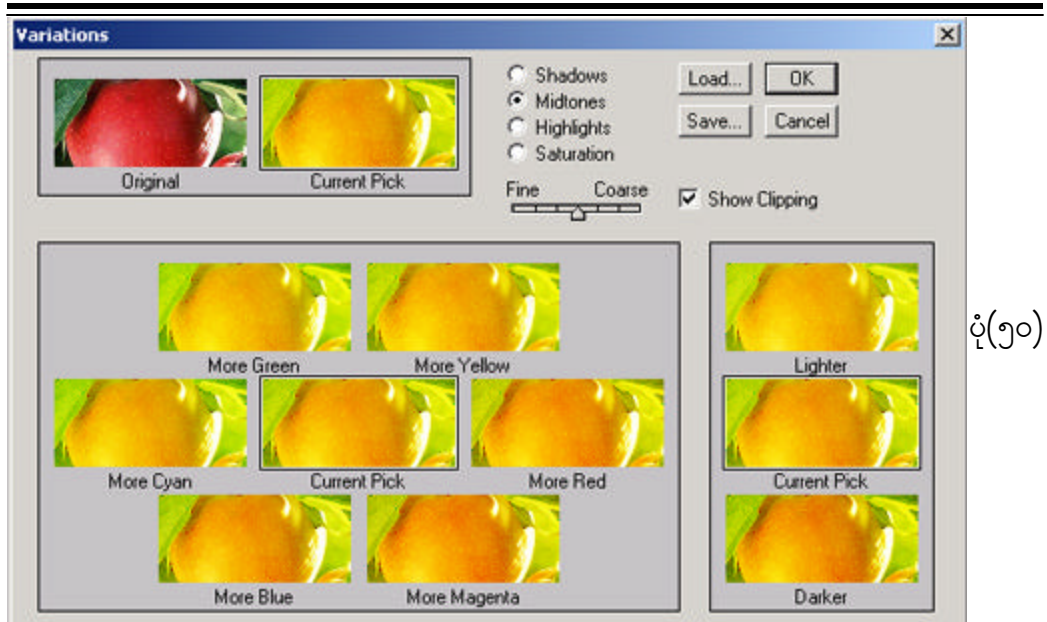 Variations
Original
Current Pick
Shadows
Midtones
Highlights
Saturation
Load...
OK
Save...
Cancel
Fine
Coarse
Show Clipping
More Green
More Yellow
More Cyan
Current Pick
More Red
More Blue
More Magenta
Lighter
Current Pick
Darker
ပုံ(၅၀)